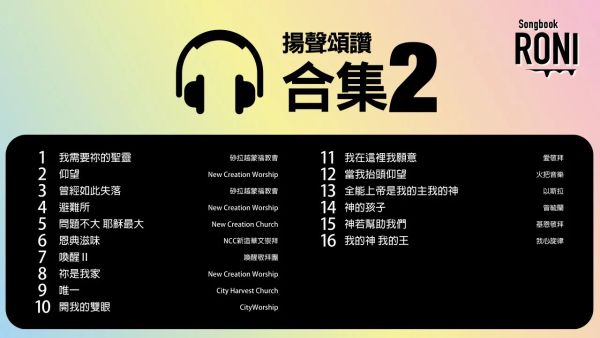 Songbook
RONI
揚聲頌讚
合集2
1 我需要祢的聖靈 砂拉越蒙福教會
2 仰望 New Creation Worship
3 曾經如此失落 砂拉越蒙福教會
4 避難所 New Creation Worship
5 問題不大 耶穌最大 New Creation Church
6 恩典滋味 NCC新造華文崇拜
7 喚醒 II 喚醒敬拜團
8 祢是我家 New Creation Worship
9 唯一 City Harvest Church
10 開我的雙眼 CityWorship
11 我在這裡我願意 愛敬拜
12 當我抬頭仰望 火把音樂
13 全能上帝是我的主我的神 以斯拉
14 神的孩子 曾毓蘭
15 神若幫助我們 基恩敬拜
16 我的神 我的王 我心旋律